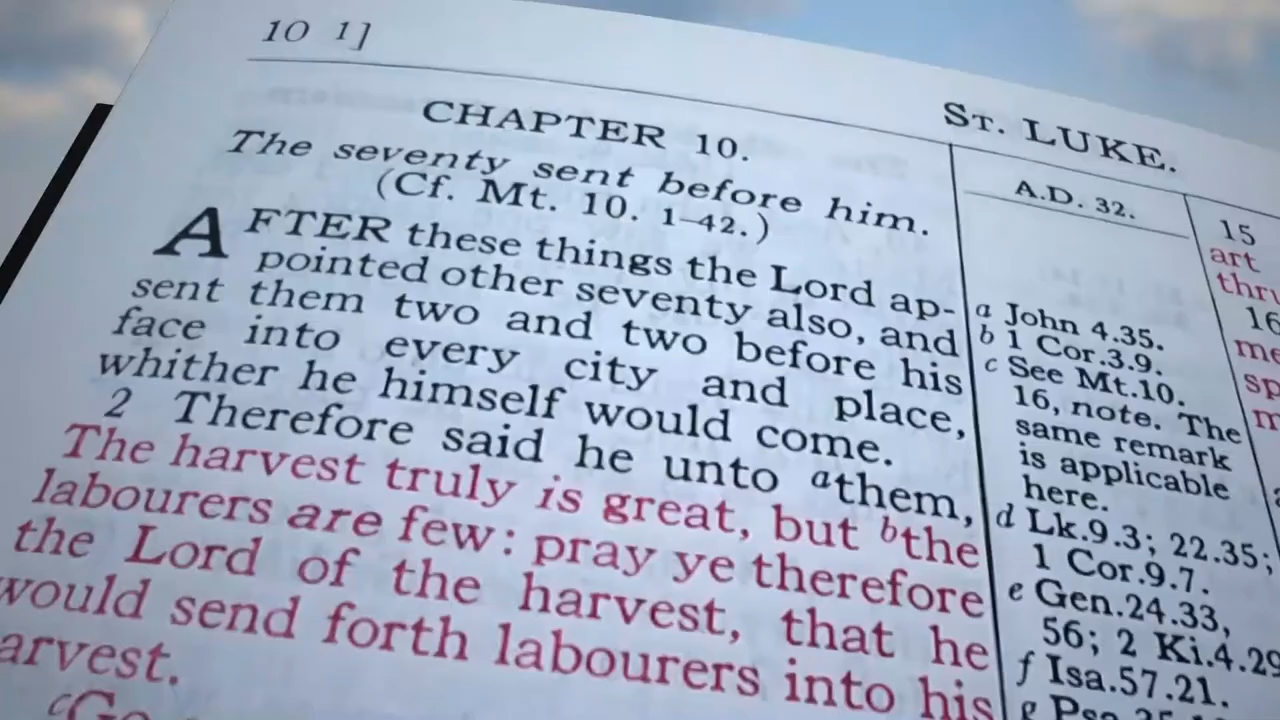 10 1]
ST. LUKE.
CHAPTER 10.
The seventy sent before him.
(Cf. Mt. 10. 1–42.)
AFTER these things the Lord ap-
pointed other seventy also, and
sent them two and two before his
face into every city and place,
whither he himself would come.
2 Therefore said he unto ᵃthem,
The harvest truly is great, but ᵇthe
labourers are few: pray ye therefore
the Lord of the harvest, that he
would send forth labourers into his
arvest.
A.D. 32.
a John 4.35.
b 1 Cor.3.9.
c See Mt.10.
16, note. The
same remark
is applicable
here.
d Lk.9.3; 22.35;
1 Cor.9.7.
e Gen.24.33,
56; 2 Ki.4.29
f Isa.57.21.
15
art
thru
16
me
sp